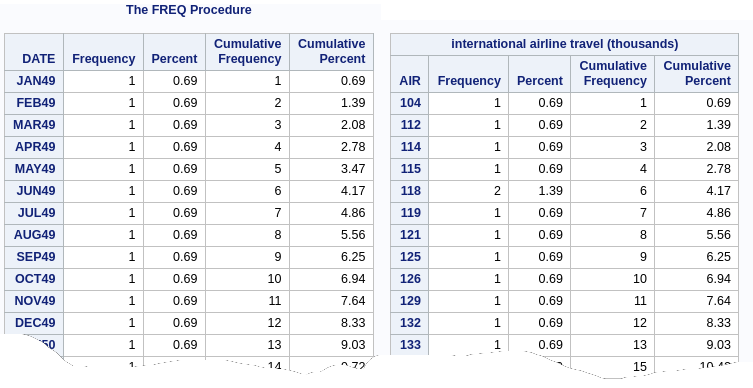 The FREQ Procedure
DATE Frequency Percent Cumulative Frequency Cumulative Percent
JAN49 1 0.69 1 0.69
FEB49 1 0.69 2 1.39
MAR49 1 0.69 3 2.08
APR49 1 0.69 4 2.78
MAY49 1 0.69 5 3.47
JUN49 1 0.69 6 4.17
JUL49 1 0.69 7 4.86
AUG49 1 0.69 8 5.56
SEP49 1 0.69 9 6.25
OCT49 1 0.69 10 6.94
NOV49 1 0.69 11 7.64
DEC49 1 0.69 12 8.33
1 0.69 13 9.03
14
international airline travel (thousands)
AIR Frequency Percent Cumulative Frequency Cumulative Percent
104 1 0.69 1 0.69
112 1 0.69 2 1.39
114 1 0.69 3 2.08
115 1 0.69 4 2.78
118 2 1.39 6 4.17
119 1 0.69 7 4.86
121 1 0.69 8 5.56
125 1 0.69 9 6.25
126 1 0.69 10 6.94
129 1 0.69 11 7.64
132 1 0.69 12 8.33
133 1 0.69 13 9.03
15